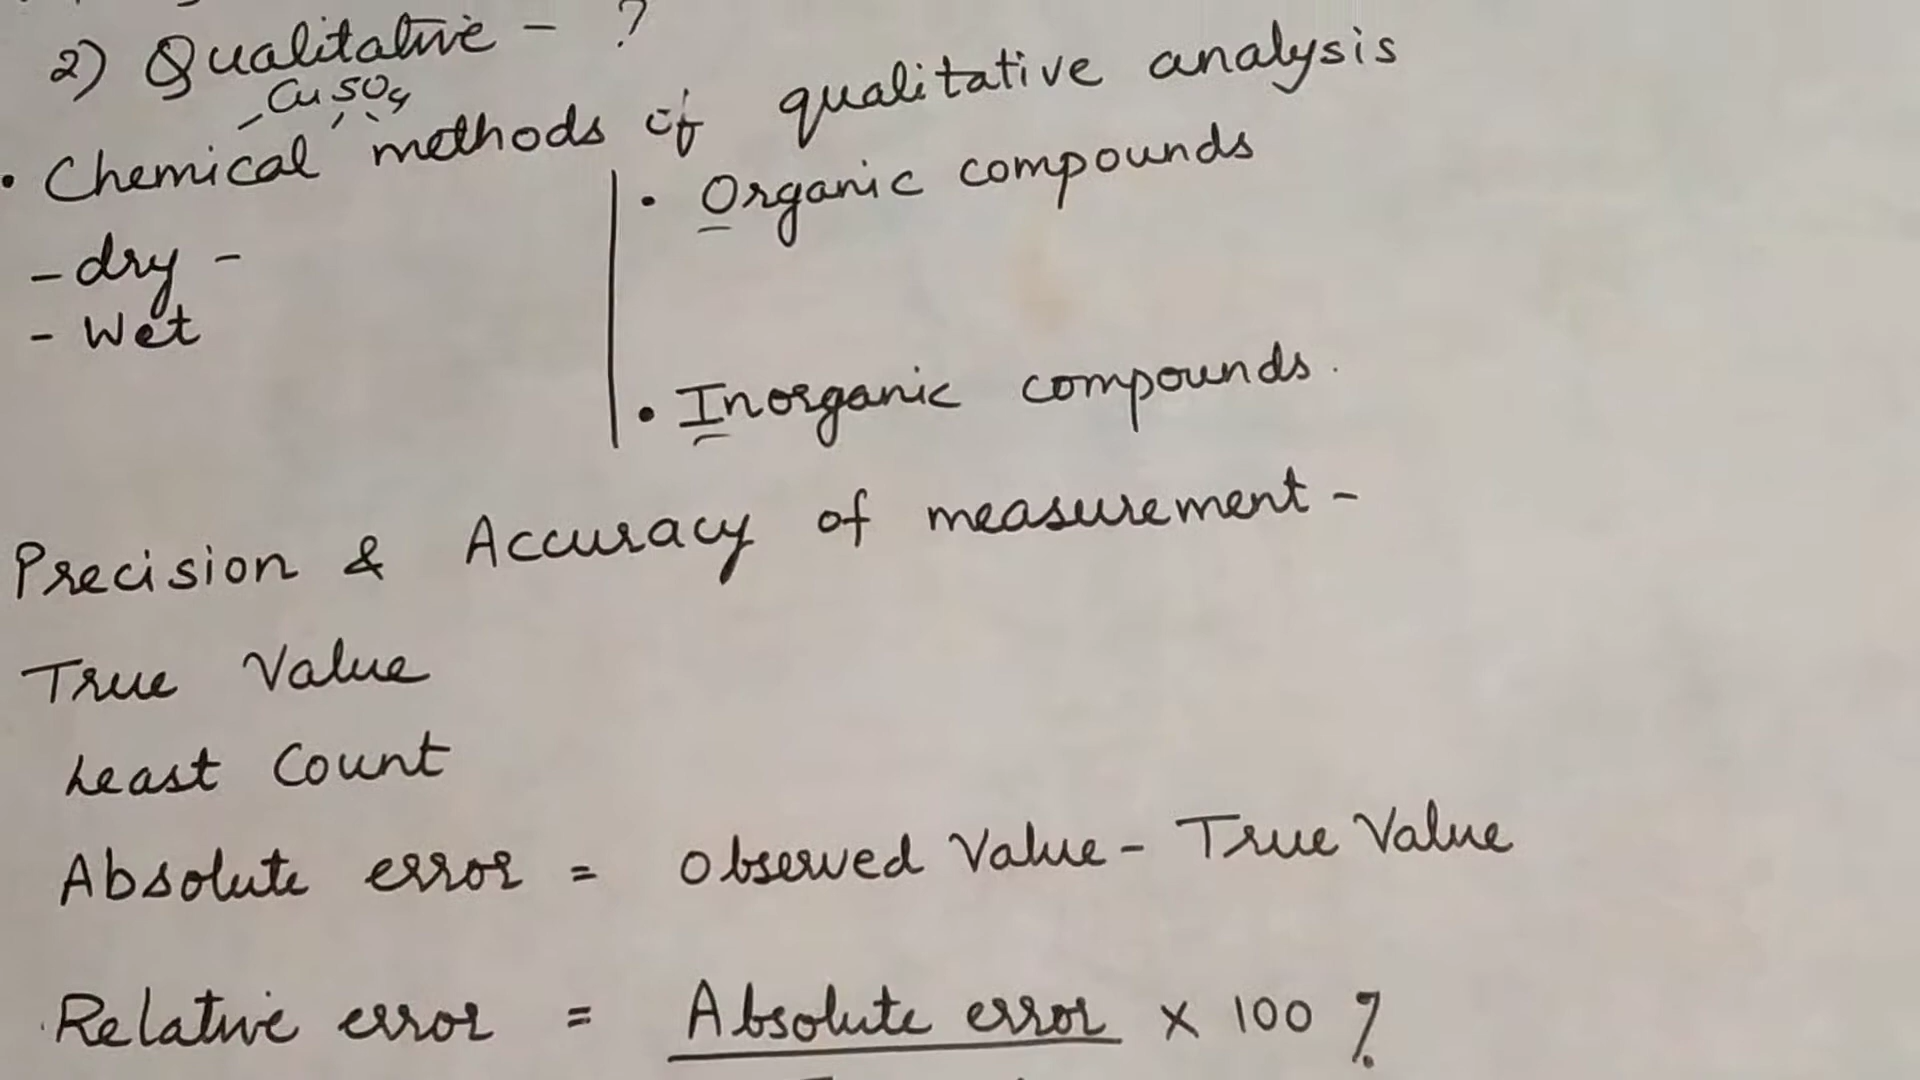 2) Qualitative - ?
CuSO4
• Chemical methods of qualitative analysis
- dry -
- Wet
• Organic compounds
• Inorganic compounds.
Precision & Accuracy of measurement -
True Value
Least Count
Absolute error = Observed Value - True Value
Relative error = Absolute error x 100 %